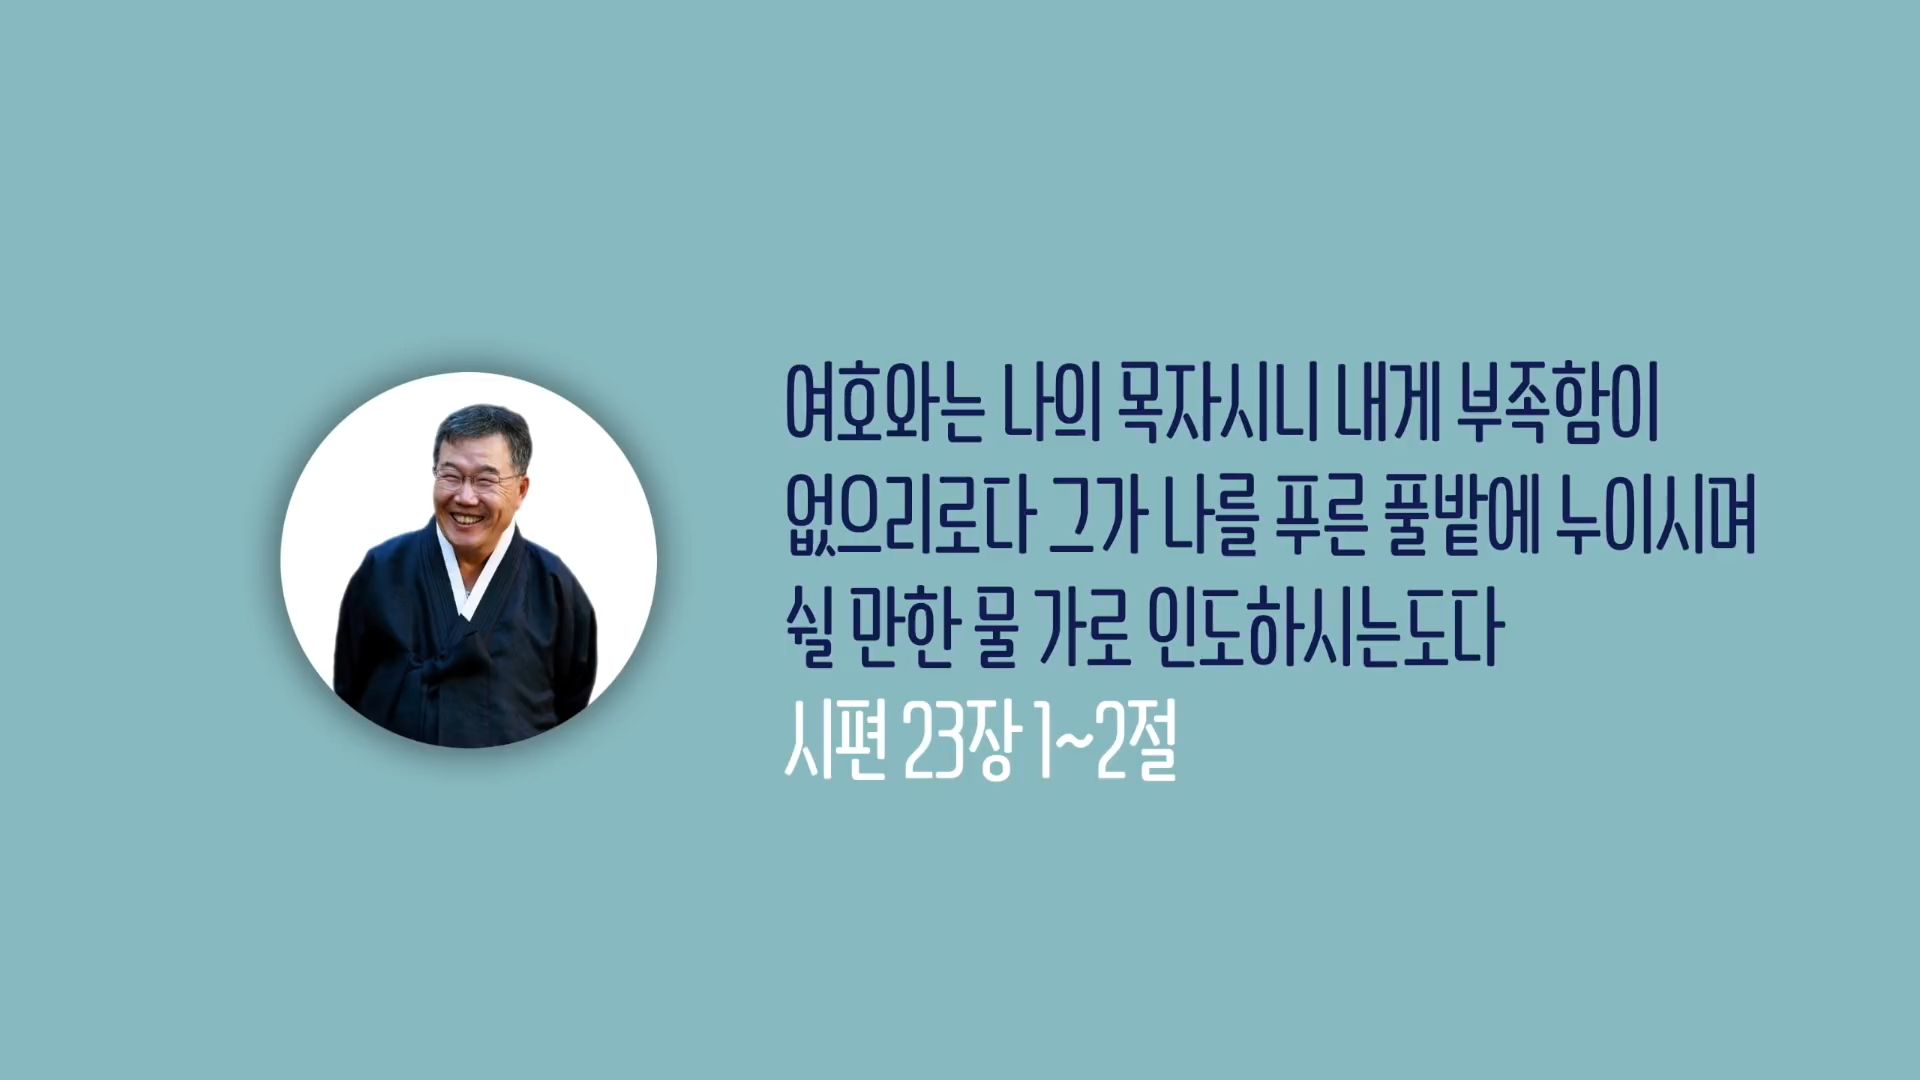 여호와는 나의 목자시니 내게 부족함이
없으리로다 그가 나를 푸른 풀밭에 누이시며
쉴 만한 물 가로 인도하시는도다
시편 23장 1~2절